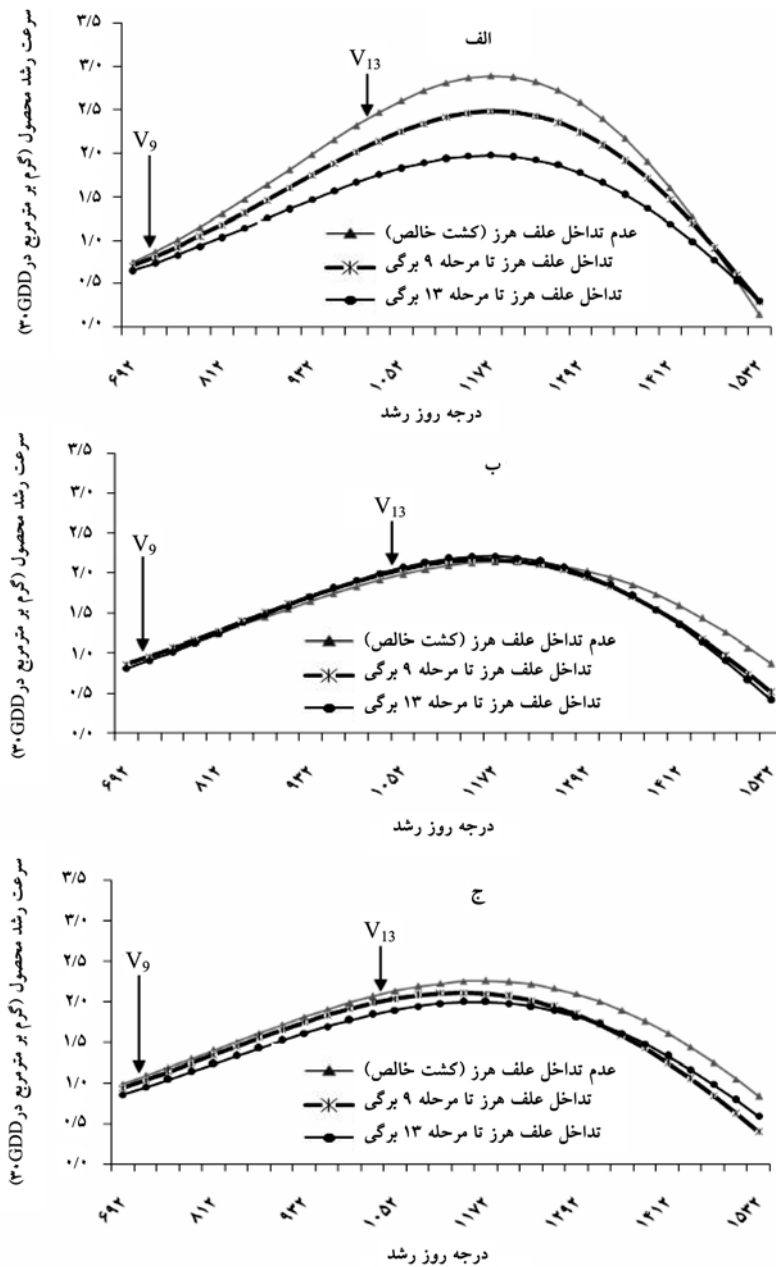 الف
سرعت رشد محصول (گرم بر مترمربع در ۳۰GDD)
۳/۵
۳/۰
۲/۵
۲/۰
۱/۵
۱/۰
۰/۵
۰/۰
V9
V13
عدم تداخل علف هرز (کشت خالص)
تداخل علف هرز تا مرحله ۹ برگی
تداخل علف هرز تا مرحله ۱۳ برگی
۶۹۲ ۸۱۲ ۹۳۲ ۱۰۵۲ ۱۱۷۲ ۱۲۹۲ ۱۴۱۲ ۱۵۳۲
درجه روز رشد
ب
سرعت رشد محصول (گرم بر مترمربع در ۳۰GDD)
۳/۵
۳/۰
۲/۵
۲/۰
۱/۵
۱/۰
۰/۵
۰/۰
V9
V13
عدم تداخل علف هرز (کشت خالص)
تداخل علف هرز تا مرحله ۹ برگی
تداخل علف هرز تا مرحله ۱۳ برگی
۶۹۲ ۸۱۲ ۹۳۲ ۱۰۵۲ ۱۱۷۲ ۱۲۹۲ ۱۴۱۲ ۱۵۳۲
درجه روز رشد
ج
سرعت رشد محصول (گرم بر مترمربع در ۳۰GDD)
۳/۵
۳/۰
۲/۵
۲/۰
۱/۵
۱/۰
۰/۵
۰/۰
V9
V13
عدم تداخل علف هرز (کشت خالص)
تداخل علف هرز تا مرحله ۹ برگی
تداخل علف هرز تا مرحله ۱۳ برگی
۶۹۲ ۸۱۲ ۹۳۲ ۱۰۵۲ ۱۱۷۲ ۱۲۹۲ ۱۴۱۲ ۱۵۳۲
درجه روز رشد